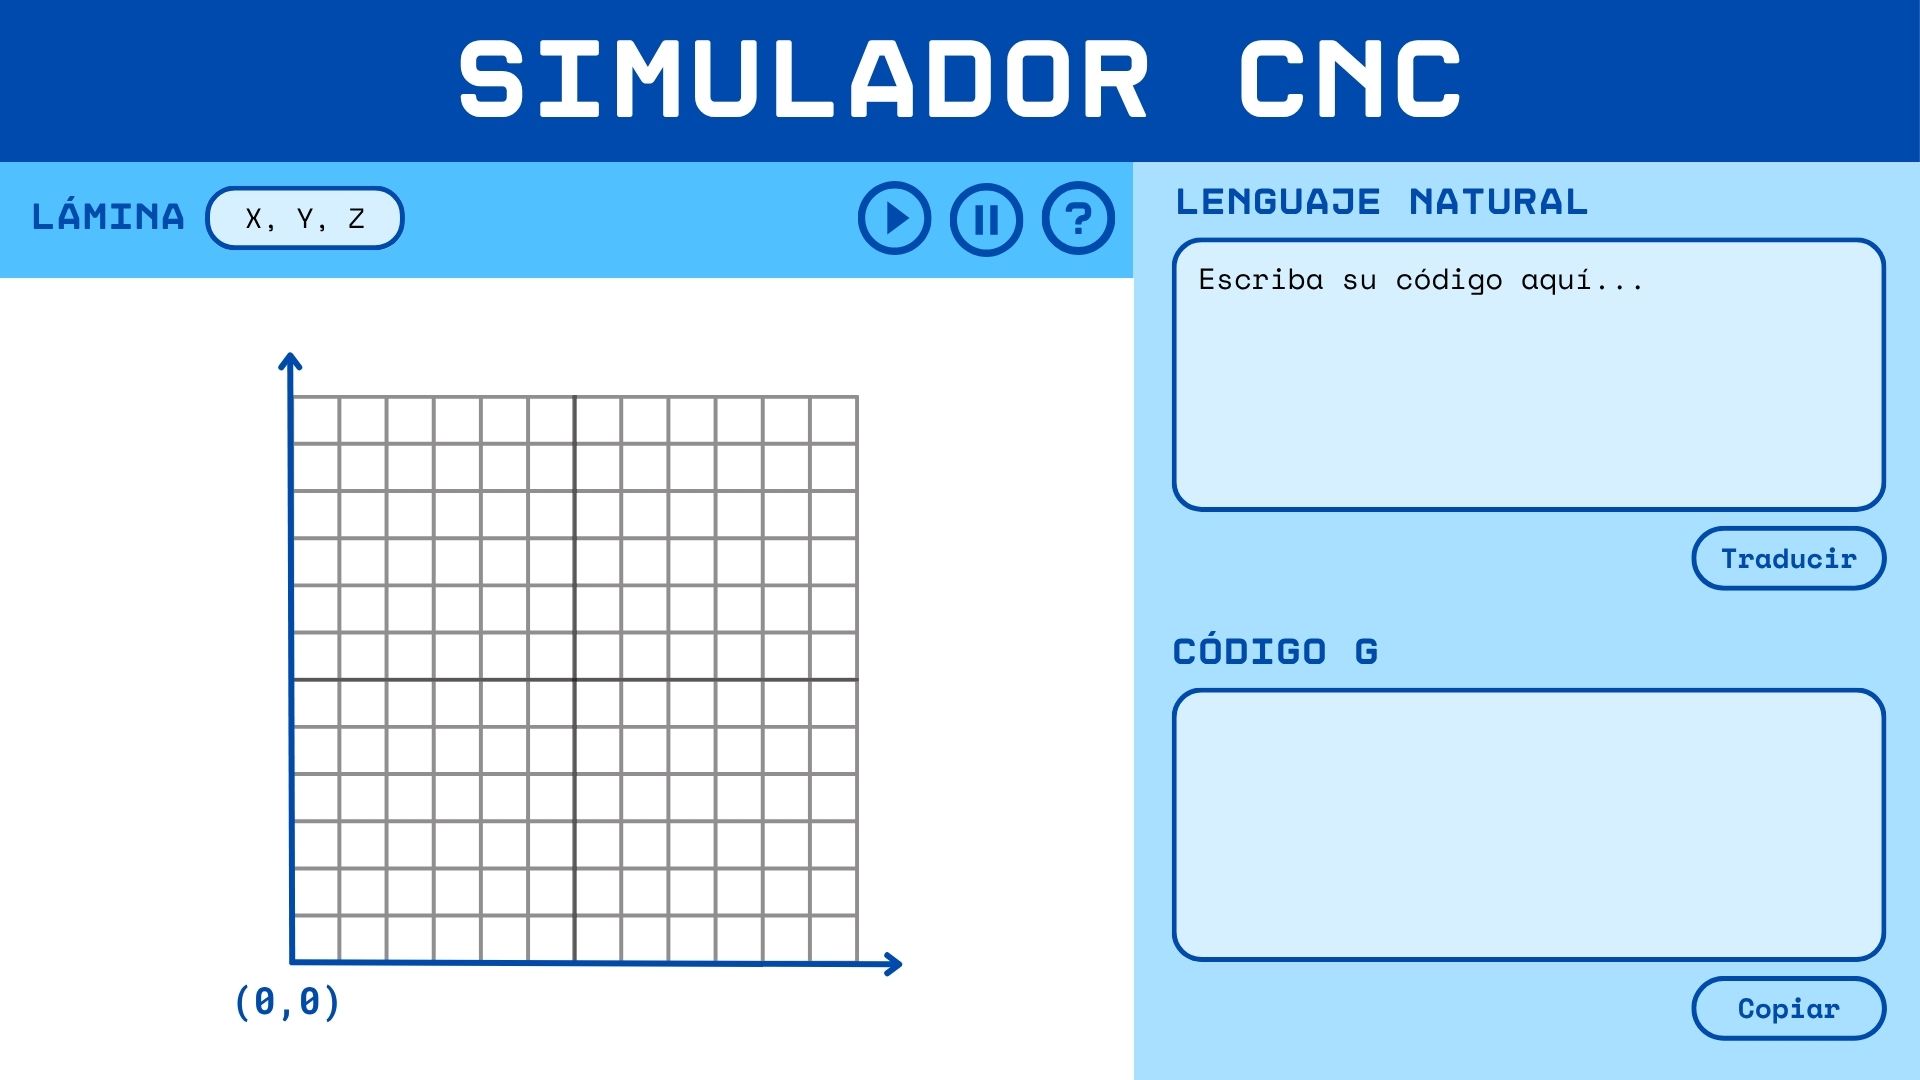 SIMULADOR CNC
LÁMINA
X, Y, Z
?
LENGUAJE NATURAL
Escriba su código aquí...
Traducir
CÓDIGO G
Copiar
(0,0)